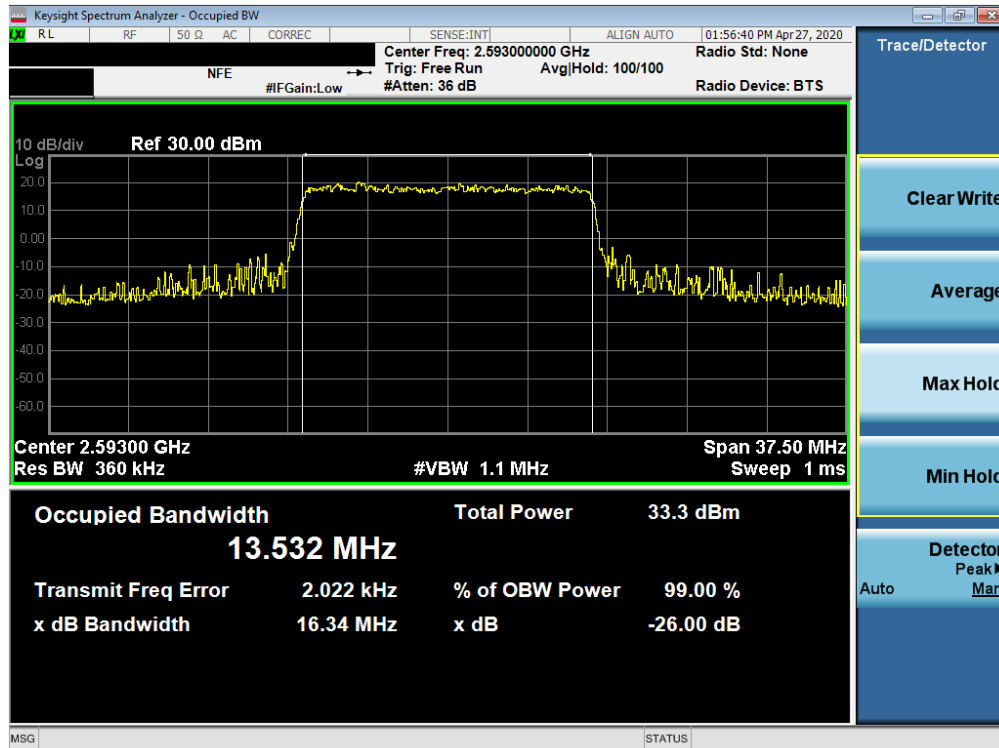 Keysight Spectrum Analyzer - Occupied BW
LXI RL RF 50 Ω AC CORREC SENSE:INT ALIGN AUTO 01:56:40 PM Apr 27, 2020
Center Freq: 2.593000000 GHz Radio Std: None
NFE Trig: Free Run Avg|Hold: 100/100
#IFGain:Low #Atten: 36 dB Radio Device: BTS
10 dB/div Ref 30.00 dBm
Log
20.0
10.0
0.00
-10.0
-20.0
-30.0
-40.0
-50.0
-60.0
Center 2.59300 GHz Span 37.50 MHz
Res BW 360 kHz #VBW 1.1 MHz Sweep 1 ms
Occupied Bandwidth Total Power 33.3 dBm
13.532 MHz
Transmit Freq Error 2.022 kHz % of OBW Power 99.00 %
x dB Bandwidth 16.34 MHz x dB -26.00 dB
MSG STATUS
Trace/Detector
Clear Write
Average
Max Hold
Min Hold
Detector
Peak▶
Auto Man